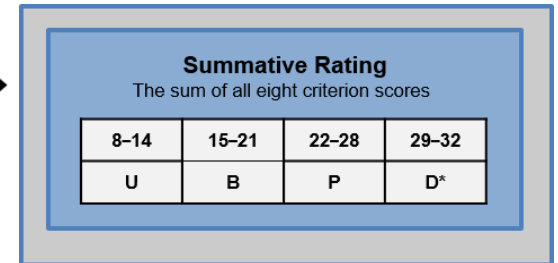 Summative Rating
The sum of all eight criterion scores
8–14 15–21 22–28 29–32
U B P D*